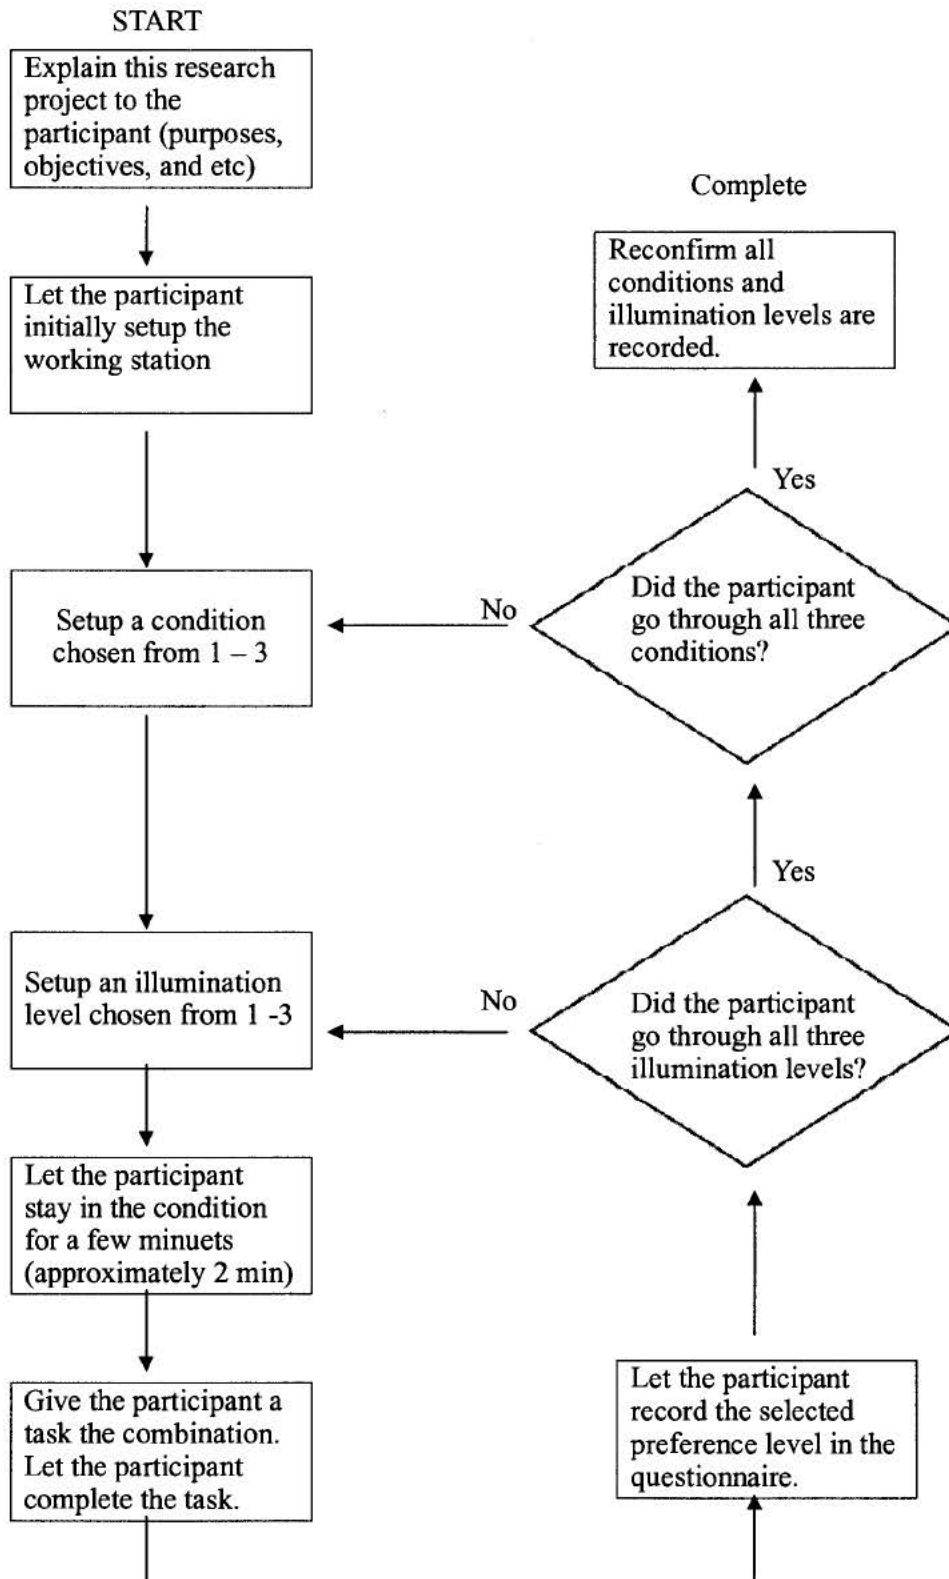 START
Explain this research
project to the
participant (purposes,
objectives, and etc)
Let the participant
initially setup the
working station
Setup a condition
chosen from 1 – 3
Setup an illumination
level chosen from 1 -3
Let the participant
stay in the condition
for a few minuets
(approximately 2 min)
Give the participant a
task the combination.
Let the participant
complete the task.
Complete
Reconfirm all
conditions and
illumination levels are
recorded.
Yes
No
Did the participant
go through all three
conditions?
Yes
No
Did the participant
go through all three
illumination levels?
Let the participant
record the selected
preference level in the
questionnaire.